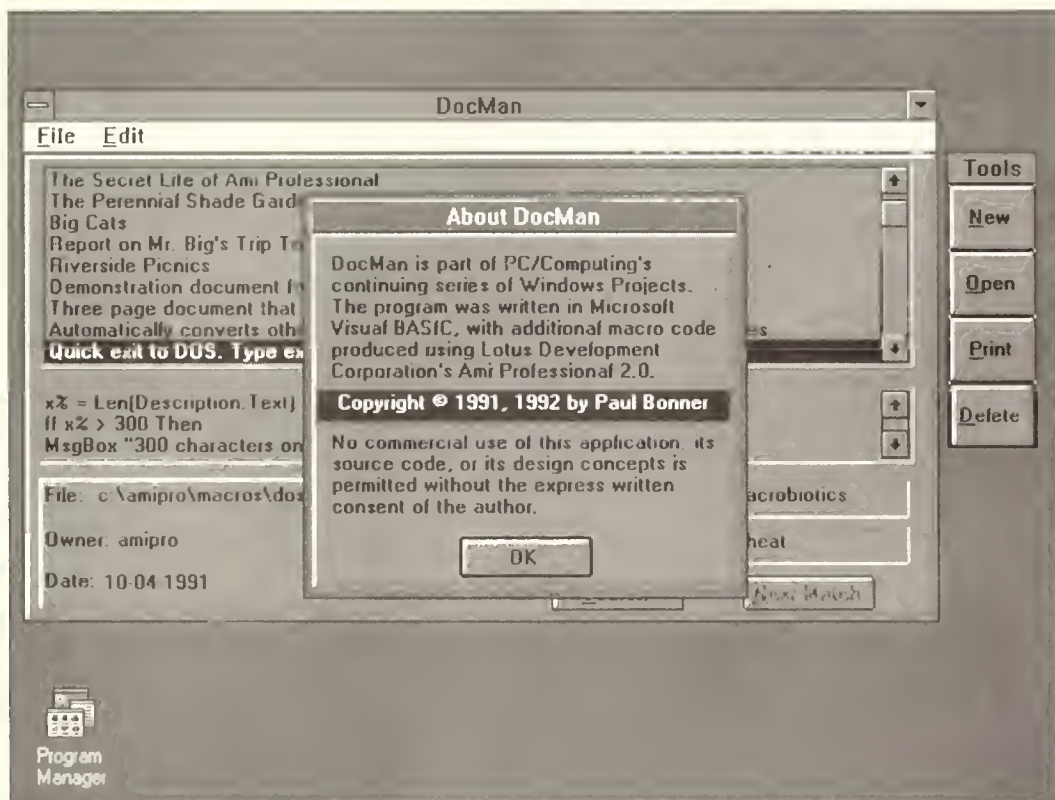 DocMan
File Edit
The Secret Life of Ami Professional
The Perennial Shade Gard
Big Cats
Report on Mr. Big's Trip To
Riverside Picnics
Demonstration document f
Three page document that
Automatically converts oth
es
Quick exit to DOS. Type ex
x% = Len(Description.Text)
If x% > 300 Then
MsgBox "300 characters on
File: c:\amipro\macros\dos
acrobiotics
Owner: amipro
heat
Date: 10-04 1991
Next Match
About DocMan
DocMan is part of PC/Computing's
continuing series of Windows Projects.
The program was written in Microsoft
Visual BASIC, with additional macro code
produced using Lotus Development
Corporation's Ami Professional 2.0.
Copyright © 1991, 1992 by Paul Bonner
No commercial use of this application, its
source code, or its design concepts is
permitted without the express written
consent of the author.
OK
Tools
New
Open
Print
Delete
Program
Manager